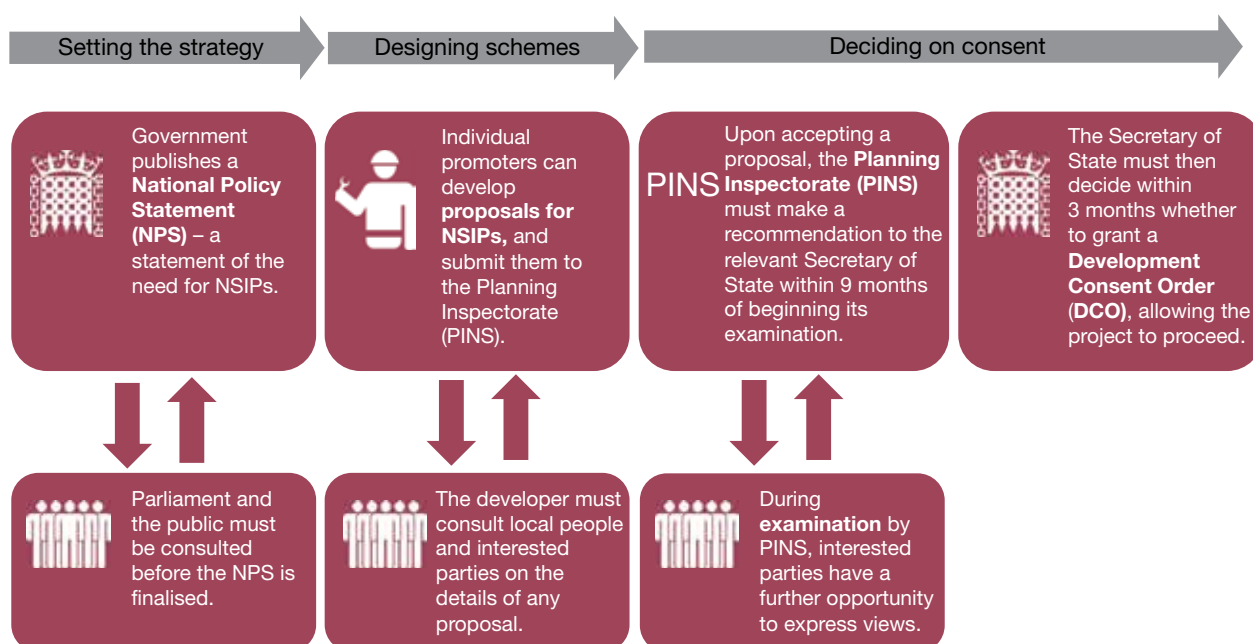 Setting the strategy
Designing schemes
Deciding on consent
Government
publishes a
National Policy
Statement
(NPS) – a
statement of the
need for NSIPs.
Individual
promoters can
develop
proposals for
NSIPs, and
submit them to
the Planning
Inspectorate
(PINS).
PINS
Upon accepting a
proposal, the Planning
Inspectorate (PINS)
must make a
recommendation to the
relevant Secretary of
State within 9 months
of beginning its
examination.
The Secretary of
State must then
decide within
3 months whether
to grant a
Development
Consent Order
(DCO), allowing the
project to proceed.
Parliament and
the public must
be consulted
before the NPS is
finalised.
The developer must
consult local people
and interested
parties on the
details of any
proposal.
During
examination by
PINS, interested
parties have a
further opportunity
to express views.